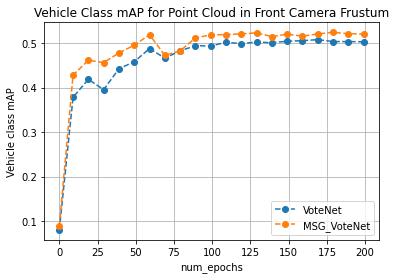 Vehicle Class mAP for Point Cloud in Front Camera Frustum
Vehicle class mAP
0.5
0.4
0.3
0.2
0.1
VoteNet
MSG_VoteNet
0 25 50 75 100 125 150 175 200
num_epochs